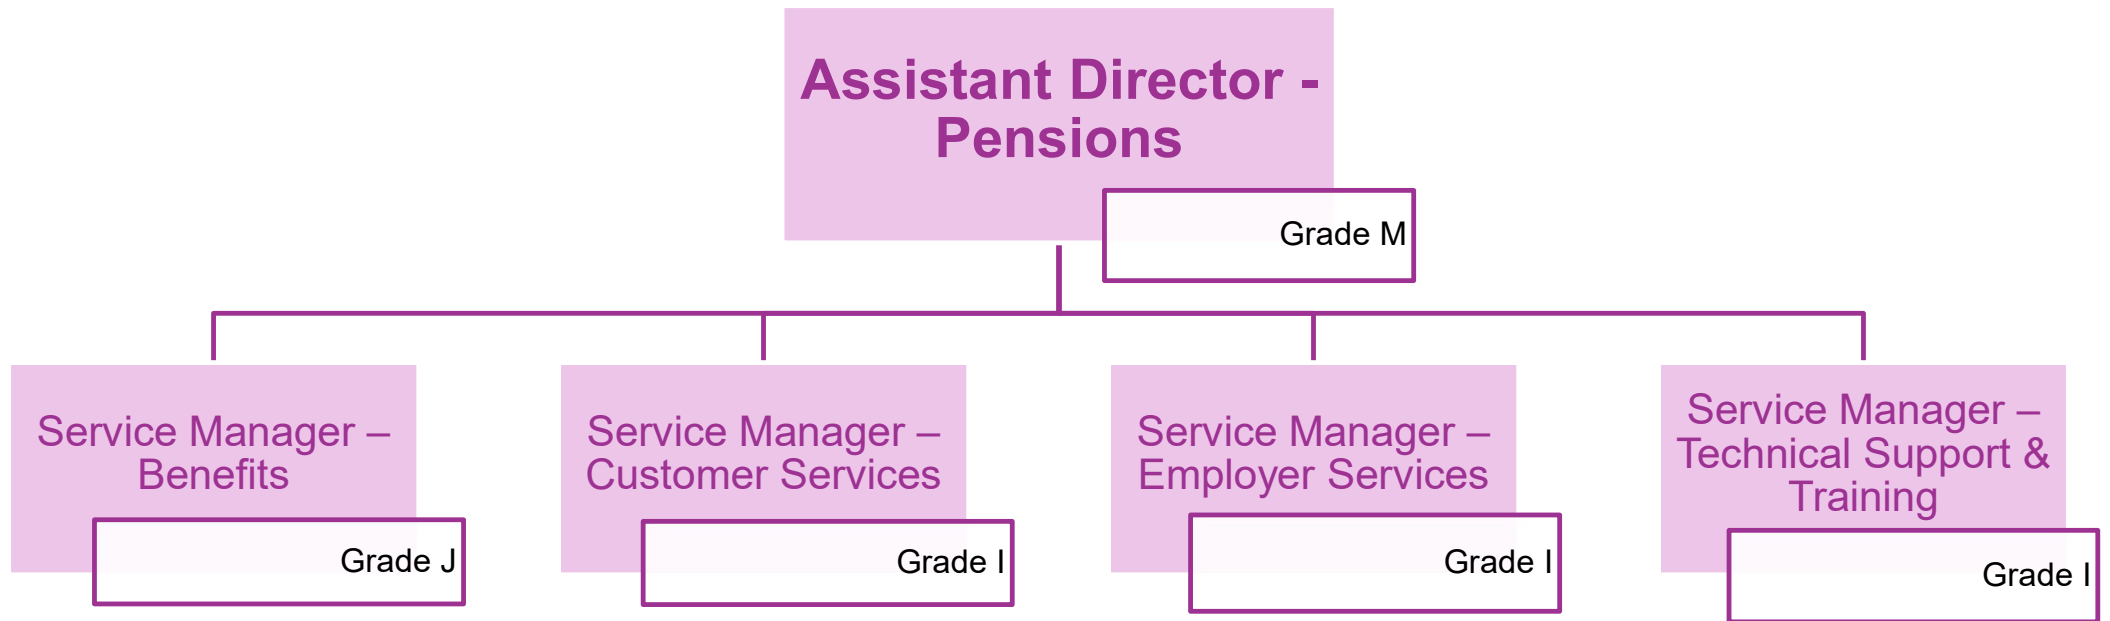 Assistant Director -
Pensions
Grade M
Service Manager –
Benefits
Grade J
Service Manager –
Customer Services
Grade I
Service Manager –
Employer Services
Grade I
Service Manager –
Technical Support &
Training
Grade I